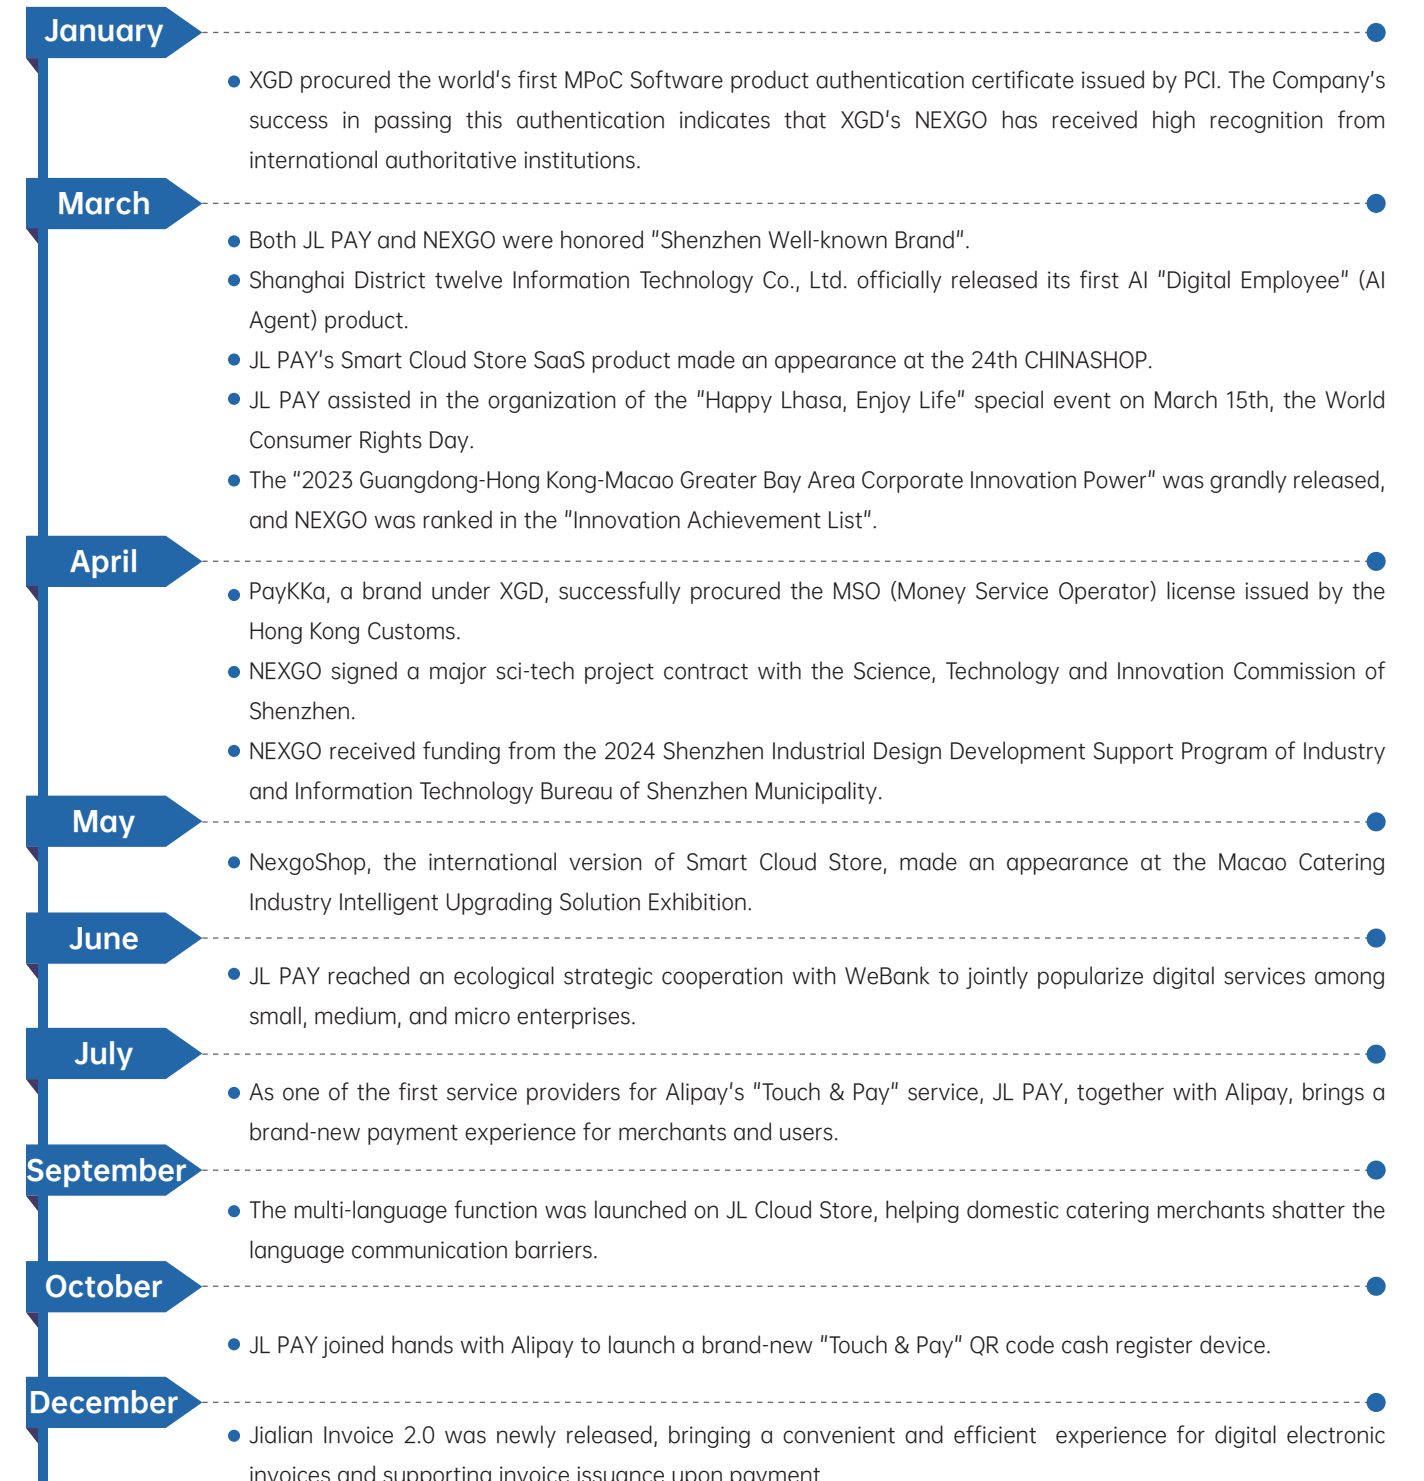 January
XGD procured the world's first MPoC Software product authentication certificate issued by PCI. The Company's
success in passing this authentication indicates that XGD's NEXGO has received high recognition from
international authoritative institutions.
March
Both JL PAY and NEXGO were honored "Shenzhen Well-known Brand".
Shanghai District twelve Information Technology Co., Ltd. officially released its first AI "Digital Employee" (AI
Agent) product.
JL PAY's Smart Cloud Store SaaS product made an appearance at the 24th CHINASHOP.
JL PAY assisted in the organization of the "Happy Lhasa, Enjoy Life" special event on March 15th, the World
Consumer Rights Day.
The "2023 Guangdong-Hong Kong-Macao Greater Bay Area Corporate Innovation Power" was grandly released,
and NEXGO was ranked in the "Innovation Achievement List".
April
PayKKa, a brand under XGD, successfully procured the MSO (Money Service Operator) license issued by the
Hong Kong Customs.
NEXGO signed a major sci-tech project contract with the Science, Technology and Innovation Commission of
Shenzhen.
NEXGO received funding from the 2024 Shenzhen Industrial Design Development Support Program of Industry
and Information Technology Bureau of Shenzhen Municipality.
May
NexgoShop, the international version of Smart Cloud Store, made an appearance at the Macao Catering
Industry Intelligent Upgrading Solution Exhibition.
June
JL PAY reached an ecological strategic cooperation with WeBank to jointly popularize digital services among
small, medium, and micro enterprises.
July
As one of the first service providers for Alipay's "Touch & Pay" service, JL PAY, together with Alipay, brings a
brand-new payment experience for merchants and users.
September
The multi-language function was launched on JL Cloud Store, helping domestic catering merchants shatter the
language communication barriers.
October
JL PAY joined hands with Alipay to launch a brand-new "Touch & Pay" QR code cash register device.
December
Jialian Invoice 2.0 was newly released, bringing a convenient and efficient experience for digital electronic
invoices and supporting invoice issuance upon payment.